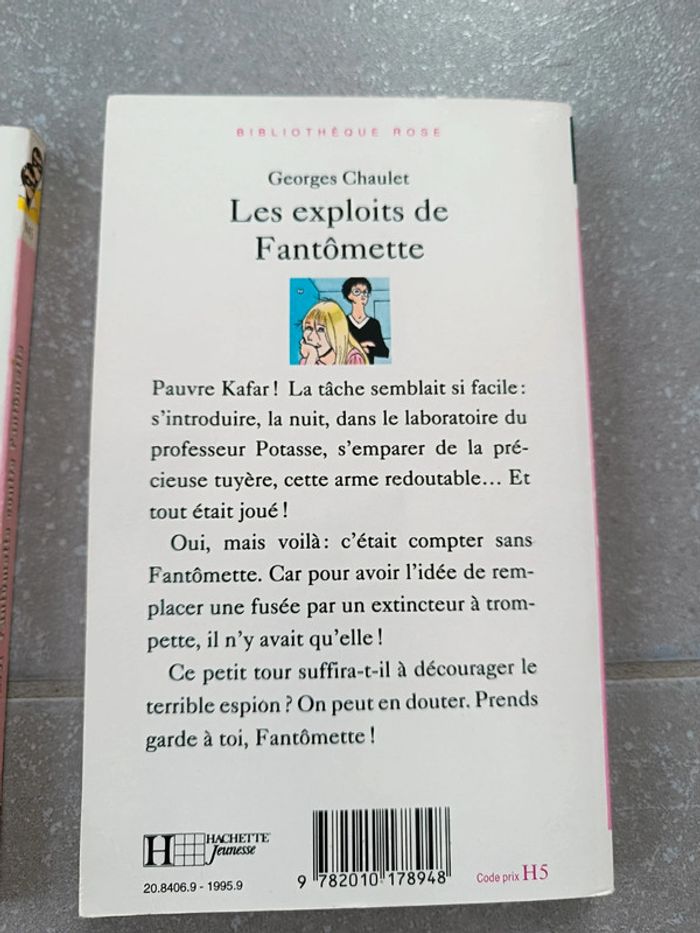 BIBLIOTHÈQUE ROSE
Georges Chaulet
Les exploits de
Fantômette
Pauvre Kafar ! La tâche semblait si facile :
s'introduire, la nuit, dans le laboratoire du
professeur Potasse, s'emparer de la pré-
cieuse tuyère, cette arme redoutable... Et
tout était joué !
Oui, mais voilà : c'était compter sans
Fantômette. Car pour avoir l'idée de rem-
placer une fusée par un extincteur à trom-
pette, il n'y avait qu'elle !
Ce petit tour suffira-t-il à décourager le
terrible espion ? On peut en douter. Prends
garde à toi, Fantômette !
H HACHETTE
Jeunesse
20.8406.9 - 1995.9
9 782010 178948
Code prix H5
Fantômette contre Fantômette